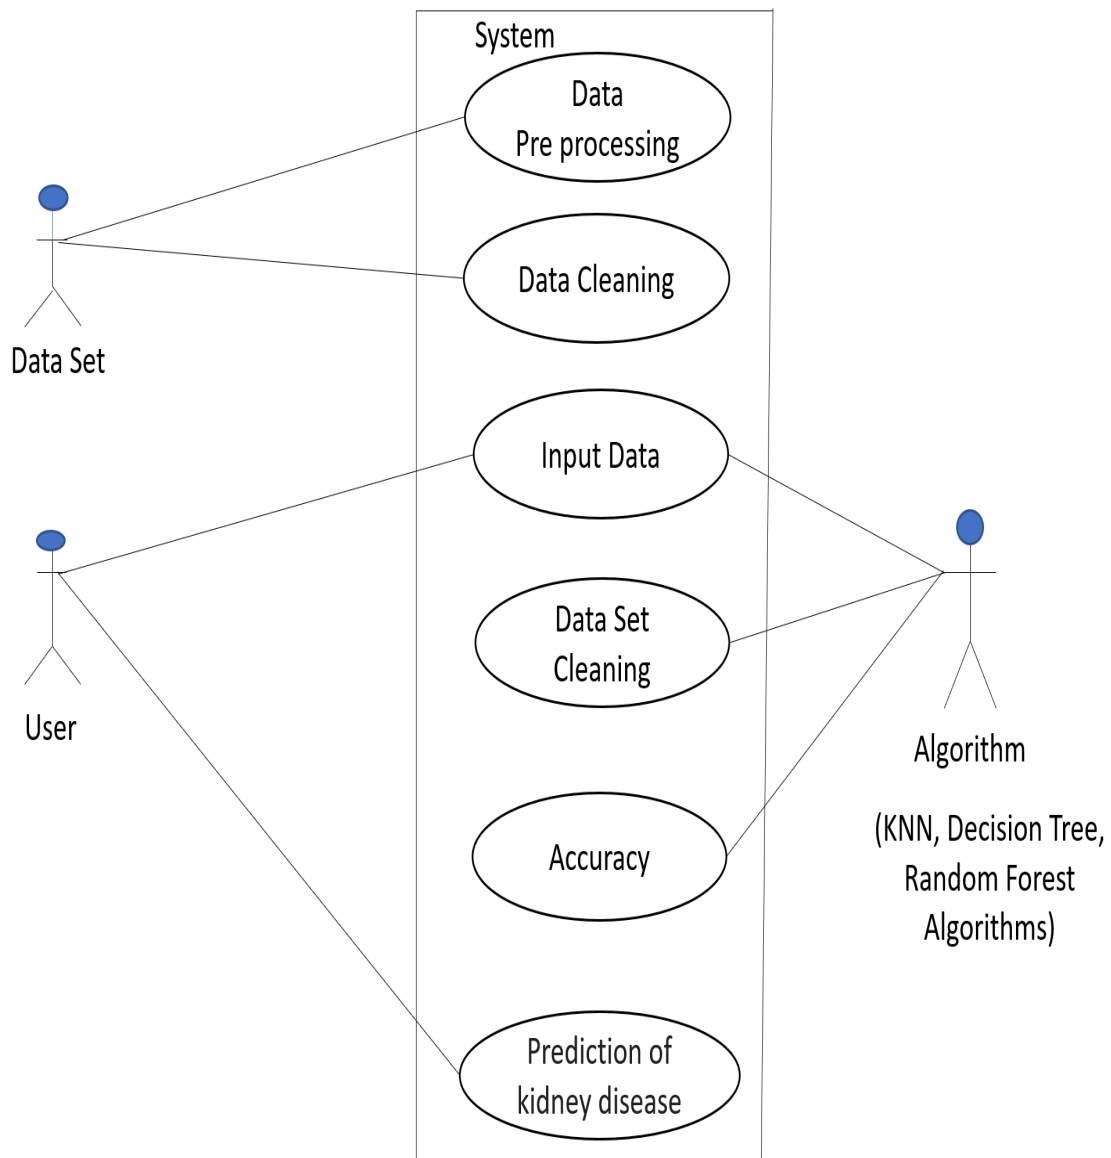 System
Data
Pre processing
Data Cleaning
Data Set
Input Data
Data Set
Cleaning
User
Algorithm
(KNN, Decision Tree,
Random Forest
Algorithms)
Accuracy
Prediction of
kidney disease